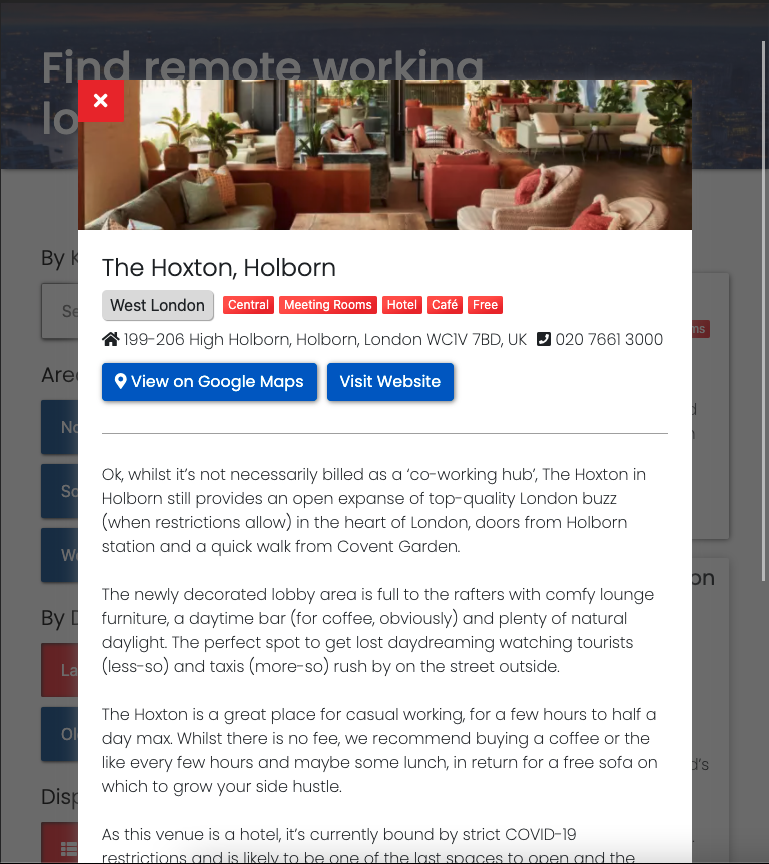 Find remote working
lo
The Hoxton, Holborn
West London Central Meeting Rooms Hotel Café Free
199-206 High Holborn, Holborn, London WC1V 7BD, UK 020 7661 3000
View on Google Maps Visit Website
Ok, whilst it’s not necessarily billed as a ‘co-working hub’, The Hoxton in
Holborn still provides an open expanse of top-quality London buzz
(when restrictions allow) in the heart of London, doors from Holborn
station and a quick walk from Covent Garden.
The newly decorated lobby area is full to the rafters with comfy lounge
furniture, a daytime bar (for coffee, obviously) and plenty of natural
daylight. The perfect spot to get lost daydreaming watching tourists
(less-so) and taxis (more-so) rush by on the street outside.
The Hoxton is a great place for casual working, for a few hours to half a
day max. Whilst there is no fee, we recommend buying a coffee or the
like every few hours and maybe some lunch, in return for a free sofa on
which to grow your side hustle.
As this venue is a hotel, it’s currently bound by strict COVID-19
restrictions and is likely to be one of the last spaces to open and the
By K
Se
Area
No
So
We
By D
La
Ol
Disp
ms
on
d’s